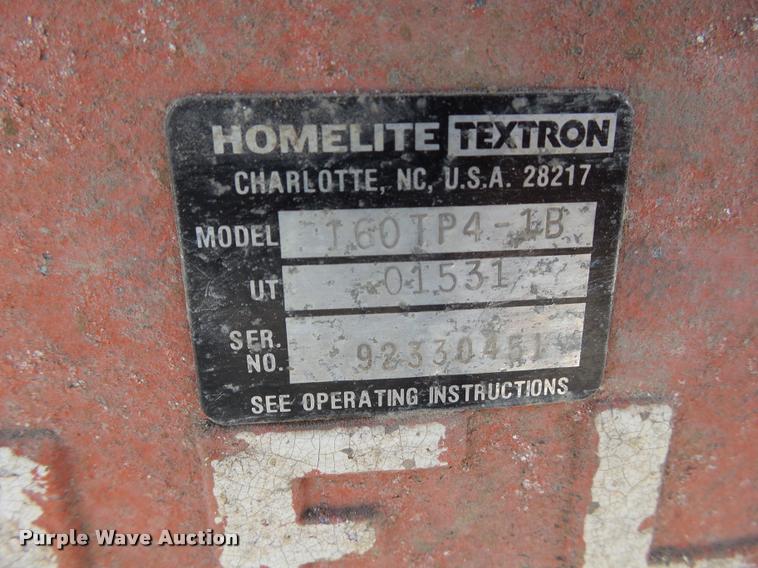 HOMELITE TEXTRON
CHARLOTTE, NC, U.S.A. 28217
MODEL 160TP4-1B
UT 01531
SER. NO. 92330451
SEE OPERATING INSTRUCTIONS
EL
Purple Wave Auction